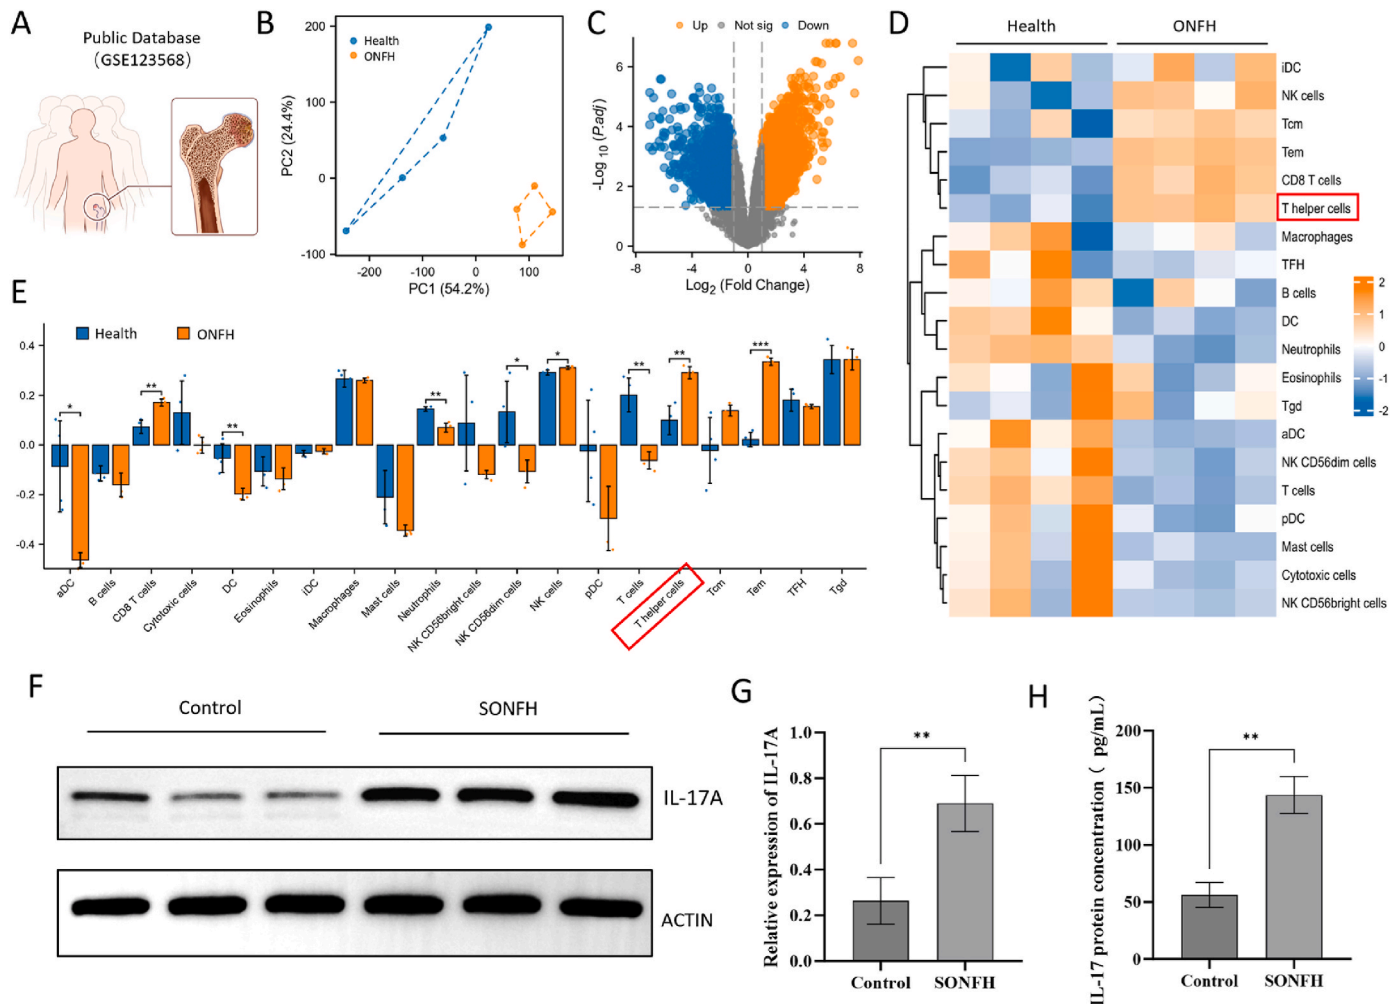 A
Public Database
(GSE123568)
B
Health
ONFH
200
100
0
-100
PC2 (24.4%)
-200
-100
0
100
PC1 (54.2%)
C
Up
Not sig
Down
-Log10 (P.adj)
6
4
2
0
-8
-4
0
4
8
Log2 (Fold Change)
D
Health
ONFH
iDC
NK cells
Tcm
Tem
CD8 T cells
T helper cells
Macrophages
TFH
B cells
DC
Neutrophils
Eosinophils
Tgd
aDC
NK CD56dim cells
T cells
pDC
Mast cells
Cytotoxic cells
NK CD56bright cells
2
1
0
-1
-2
E
Health
ONFH
0.4
0.2
0.0
-0.2
-0.4
*
**
**
**
*
*
**
**
***
aDC
B cells
CD8 T cells
Cytotoxic cells
DC
Eosinophils
iDC
Macrophages
Mast cells
Neutrophils
NK CD56bright cells
NK CD56dim cells
NK cells
pDC
T cells
T helper cells
Tcm
Tem
TFH
Tgd
F
Control
SONFH
IL-17A
ACTIN
G
Relative expression of IL-17A
1.0
0.8
0.6
0.4
0.2
0.0
**
Control
SONFH
H
IL-17 protein concentration（ pg/mL）
200
150
100
50
0
**
Control
SONFH